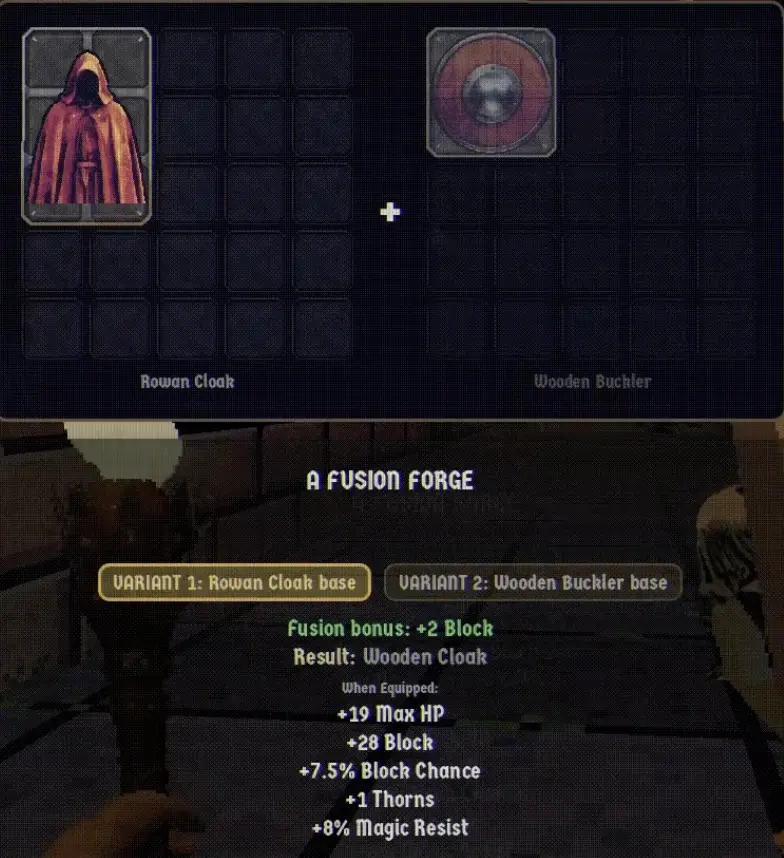 Rowan Cloak
Wooden Buckler
A FUSION FORGE
VARIANT 1: Rowan Cloak base
VARIANT 2: Wooden Buckler base
Fusion bonus: +2 Block
Result: Wooden Cloak
When Equipped:
+19 Max HP
+28 Block
+7.5% Block Chance
+1 Thorns
+8% Magic Resist